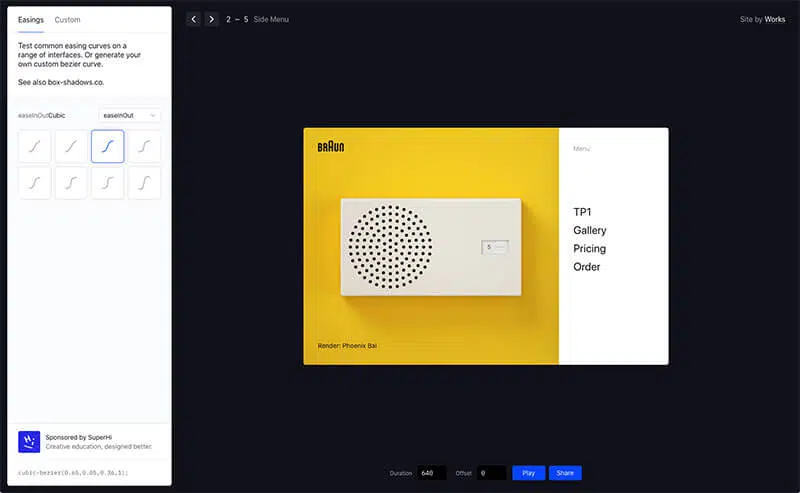 Easings Custom
2 — 5 Side Menu
Site by Works
Test common easing curves on a
range of interfaces. Or generate your
own custom bezier curve.
See also box-shadows.co.
easeInOutCubic
easeInOut
BRAUN
Menu
5
TP1
Gallery
Pricing
Order
Render: Phoenix Bai
Sponsored by SuperHi
Creative education, designed better.
cubic-bezier(0.65,0.05,0.36,1);
Duration 640 Offset 0 Play Share